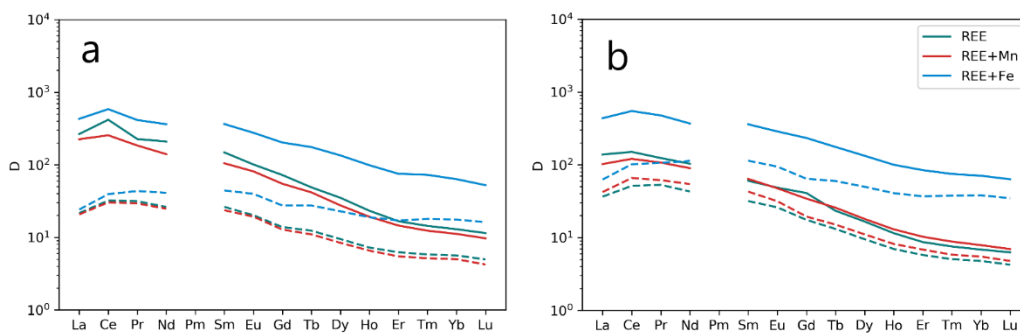 a
D
10⁴
10³
10²
10¹
10⁰
La Ce Pr Nd Pm Sm Eu Gd Tb Dy Ho Er Tm Yb Lu
b
REE
REE+Mn
REE+Fe
D
10⁴
10³
10²
10¹
10⁰
La Ce Pr Nd Pm Sm Eu Gd Tb Dy Ho Er Tm Yb Lu